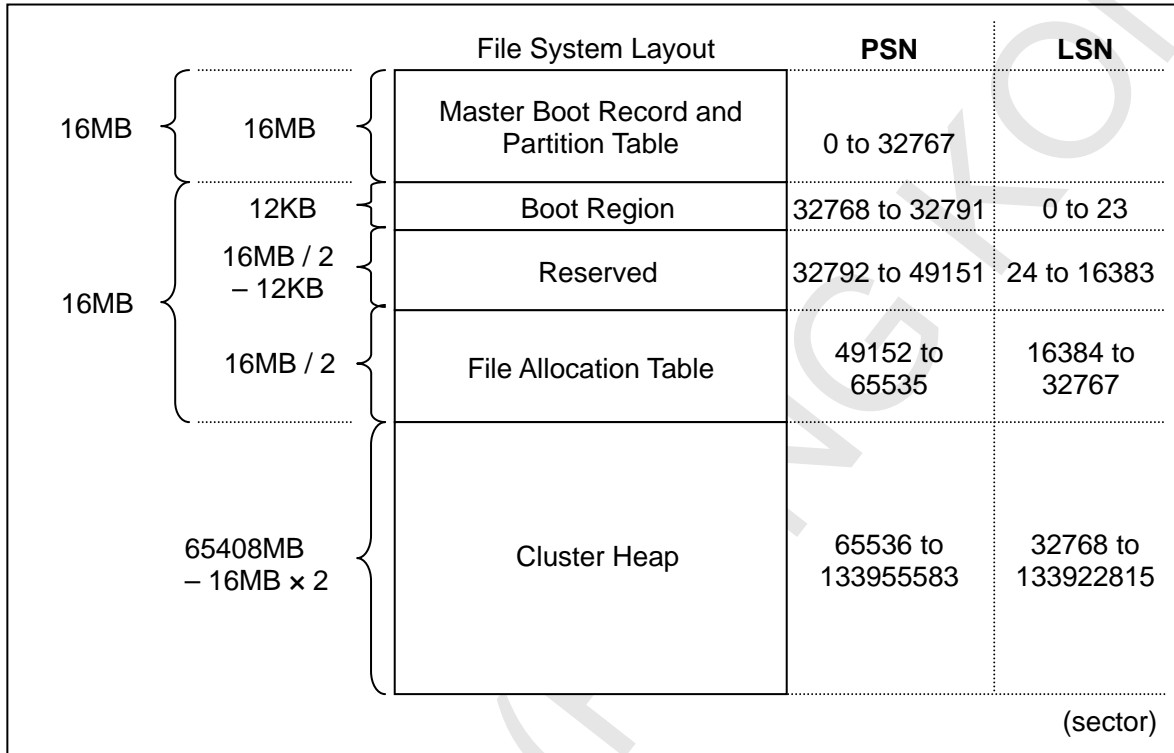 File System Layout PSN LSN
16MB 16MB Master Boot Record and
Partition Table 0 to 32767
12KB Boot Region 32768 to 32791 0 to 23
16MB / 2
– 12KB Reserved 32792 to 49151 24 to 16383
16MB
16MB / 2 File Allocation Table 49152 to
65535 16384 to
32767
65408MB
– 16MB × 2 Cluster Heap 65536 to
133955583 32768 to
133922815
(sector)